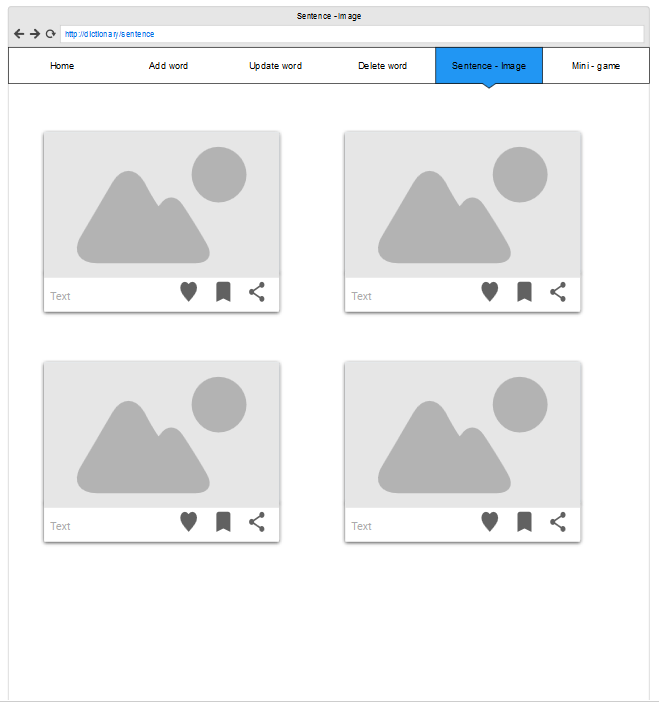 Sentence - Image
http://dictionary/sentence
Home Add word Update word Delete word Sentence - Image Mini - game
Text Text
Text Text